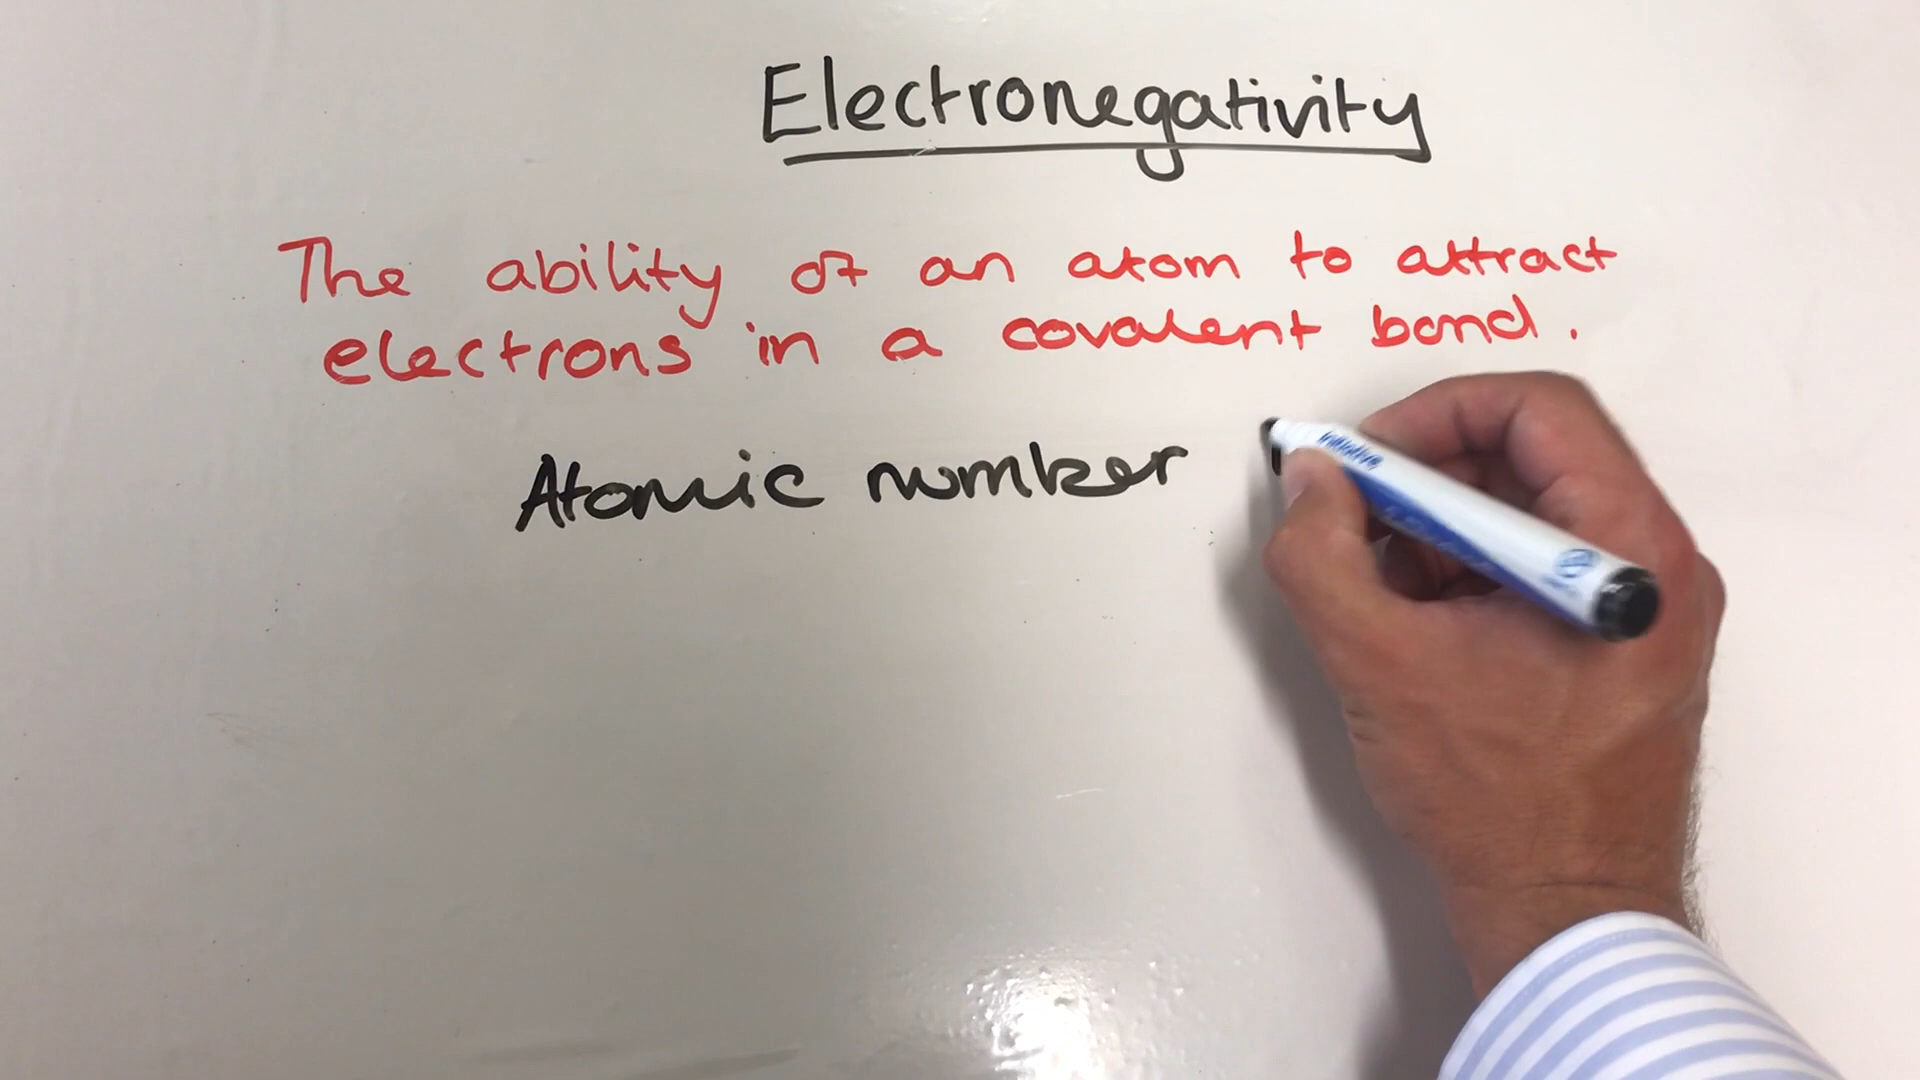 Electronegativity
The ability of an atom to attract
electrons in a covalent bond.
Atomic number